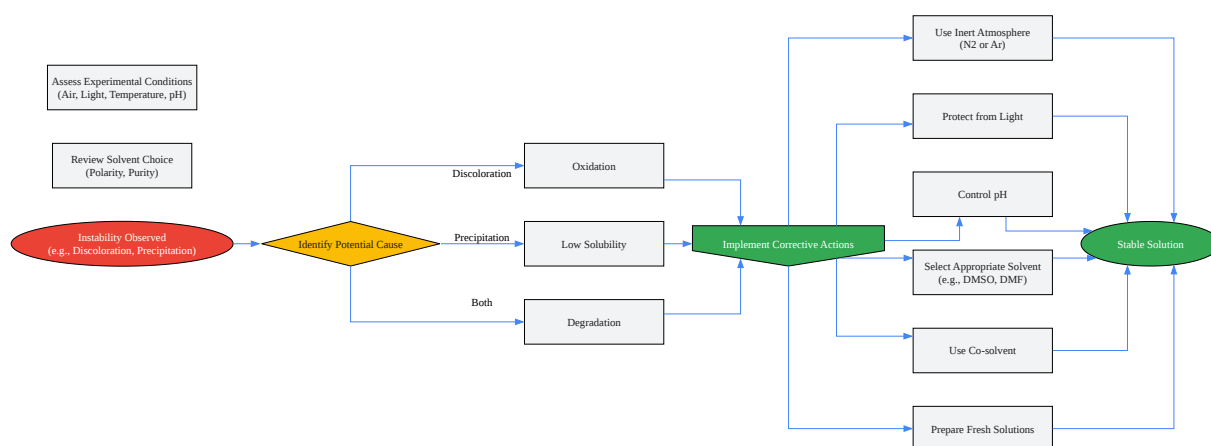 Assess Experimental Conditions
(Air, Light, Temperature, pH)
Review Solvent Choice
(Polarity, Purity)
Instability Observed
(e.g., Discoloration, Precipitation)
Identify Potential Cause
Discoloration
Precipitation
Both
Oxidation
Low Solubility
Degradation
Implement Corrective Actions
Use Inert Atmosphere
(N2 or Ar)
Protect from Light
Control pH
Select Appropriate Solvent
(e.g., DMSO, DMF)
Use Co-solvent
Prepare Fresh Solutions
Stable Solution